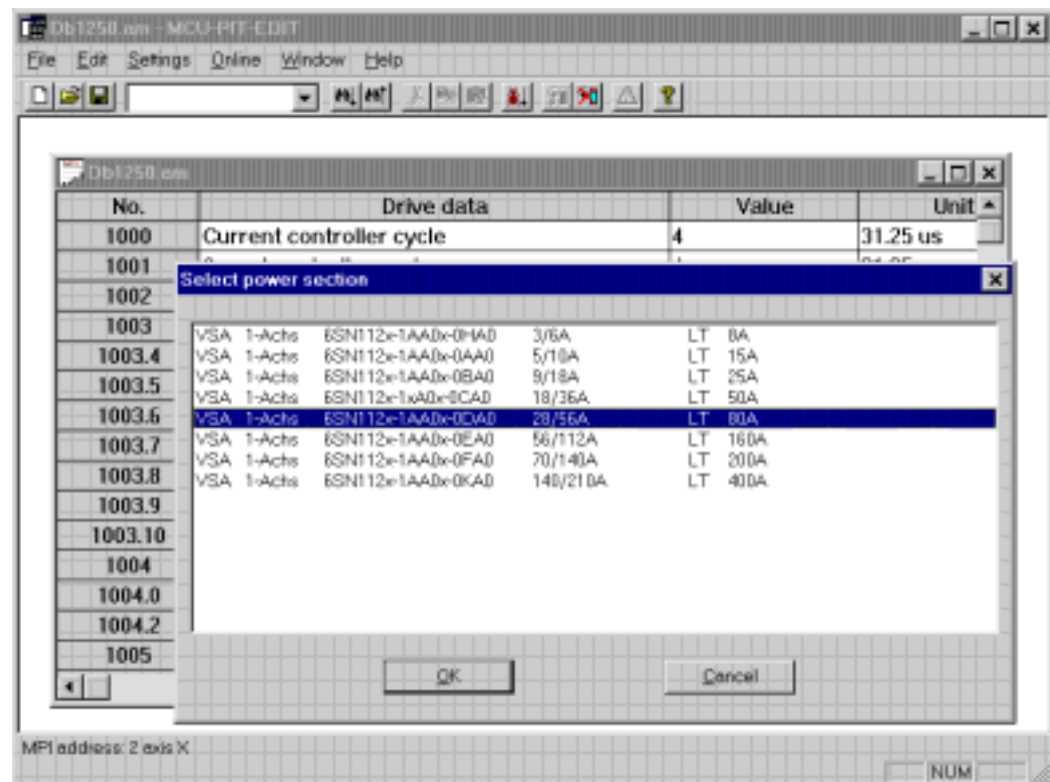 Db1250.nm - MCU-PIT-EDIT
File Edit Settings Online Window Help
Db1250.nm
No. Drive data Value Unit
1000 Current controller cycle 4 31.25 us
1001
Select power section
1002
1003
1003.4
1003.5
1003.6
1003.7
1003.8
1003.9
1003.10
1004
1004.0
1004.2
1005
VSA 1-Achs 6SN112x-1AA0x-0HA0 3/6A LT 8A
VSA 1-Achs 6SN112x-1AA0x-0AA0 5/10A LT 15A
VSA 1-Achs 6SN112x-1AA0x-0BA0 9/18A LT 25A
VSA 1-Achs 6SN112x-1xA0x-0CA0 18/36A LT 50A
VSA 1-Achs 6SN112x-1AA0x-0DA0 28/56A LT 80A
VSA 1-Achs 6SN112x-1AA0x-0EA0 56/112A LT 160A
VSA 1-Achs 6SN112x-1AA0x-0FA0 70/140A LT 200A
VSA 1-Achs 6SN112x-1AA0x-0KA0 140/210A LT 400A
OK Cancel
MPI address: 2 axis X
NUM